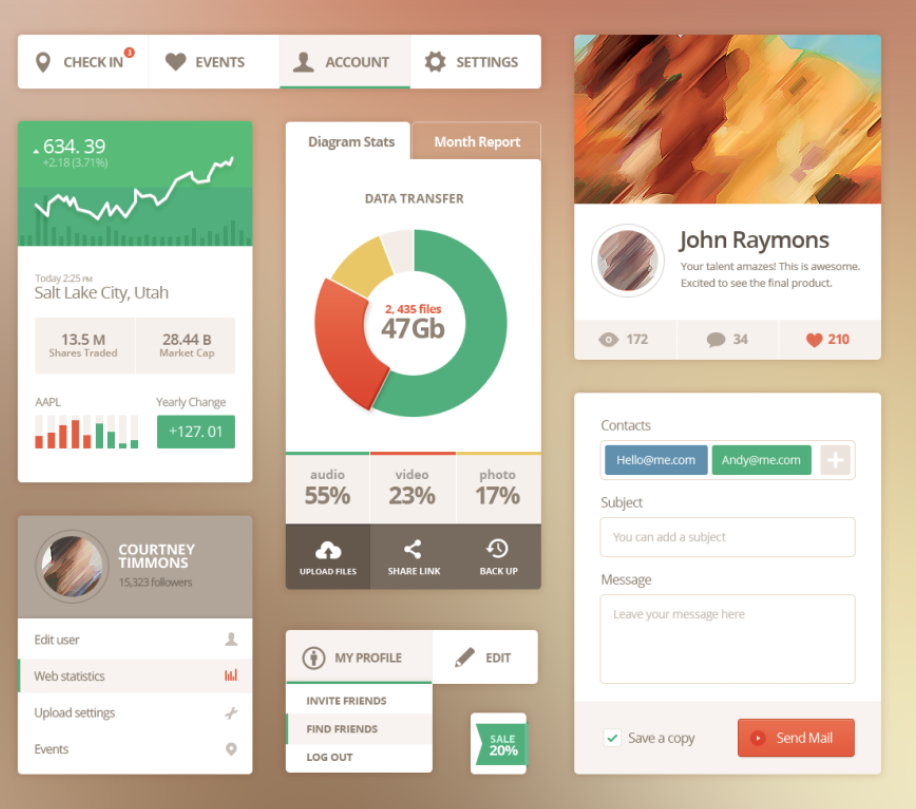 CHECK IN
3
EVENTS
ACCOUNT
SETTINGS
634. 39
+2.18 (3.71%)
Today 2:25 PM
Salt Lake City, Utah
13.5 M
Shares Traded
28.44 B
Market Cap
AAPL
Yearly Change
+127. 01
COURTNEY
TIMMONS
15,323 followers
Edit user
Web statistics
Upload settings
Events
Diagram Stats
Month Report
DATA TRANSFER
2, 435 files
47Gb
audio
55%
video
23%
photo
17%
UPLOAD FILES
SHARE LINK
BACK UP
MY PROFILE
EDIT
INVITE FRIENDS
FIND FRIENDS
LOG OUT
SALE
20%
John Raymons
Your talent amazes! This is awesome.
Excited to see the final product.
172
34
210
Contacts
Hello@me.com
Andy@me.com
Subject
You can add a subject
Message
Leave your message here
Save a copy
Send Mail